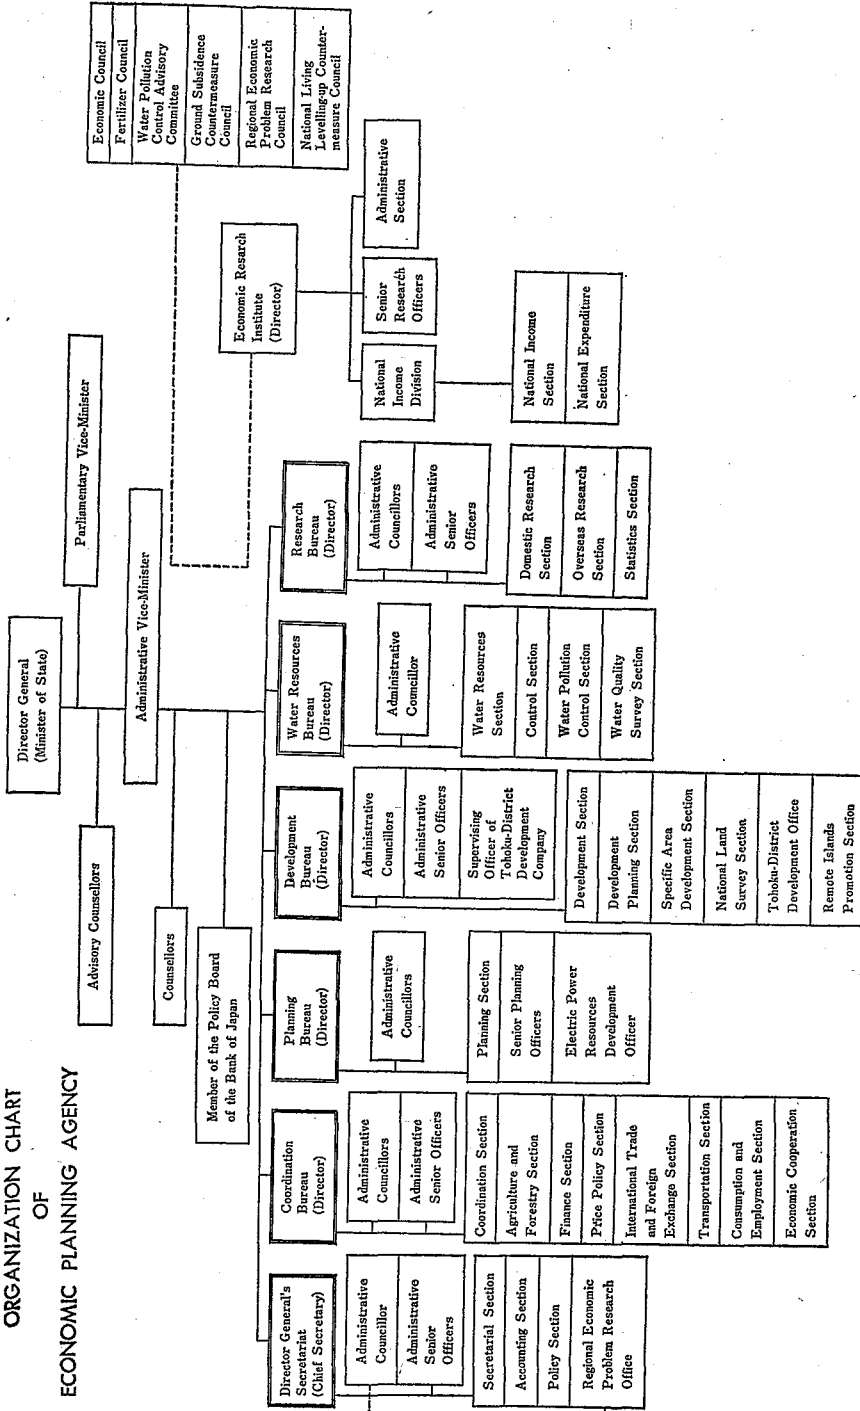 ORGANIZATION CHART
OF
ECONOMIC PLANNING AGENCY
Director General
(Minister of State)
Parliamentary Vice-Minister
Advisory Counsellors
Administrative Vice-Minister
Counsellors
Member of the Policy Board
of the Bank of Japan
Economic Council
Fertilizer Council
Water Pollution
Control Advisory
Committee
Ground Subsidence
Countermeasure
Council
Regional Economic
Problem Research
Council
National Living
Levelling-up Counter-
measure Council
Director General's
Secretariat
(Chief Secretary)
Administrative
Councillor
Administrative
Senior
Officers
Secretarial Section
Accounting Section
Policy Section
Regional Economic
Problem Research
Office
Coordination
Bureau
(Director)
Administrative
Councillors
Administrative
Senior Officers
Coordination Section
Agriculture and
Forestry Section
Finance Section
Price Policy Section
International Trade
and Foreign
Exchange Section
Transportation Section
Consumption and
Employment Section
Economic Cooperation
Section
Planning
Bureau
(Director)
Administrative
Councillors
Planning Section
Senior Planning
Officers
Electric Power
Resources
Development
Officer
Development
Bureau
(Director)
Administrative
Councillors
Administrative
Senior Officers
Supervising
Officer of
Tohoku-District
Development
Company
Development Section
Development
Planning Section
Specific Area
Development Section
National Land
Survey Section
Tohoku-District
Development Office
Remote Islands
Promotion Section
Water Resources
Bureau
(Director)
Administrative
Councillor
Water Resources
Section
Control Section
Water Pollution
Control Section
Water Quality
Survey Section
Research
Bureau
(Director)
Administrative
Councillors
Administrative
Senior
Officers
Domestic Research
Section
Overseas Research
Section
Statistics Section
Economic Resarch
Institute
(Director)
National
Income
Division
Senior
Research
Officers
Administrative
Section
National Income
Section
National Expenditure
Section